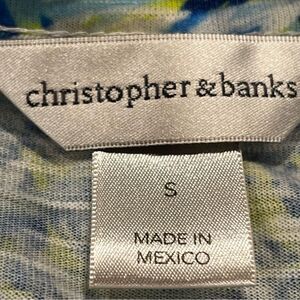 christopher & banks
S
MADE IN
MEXICO